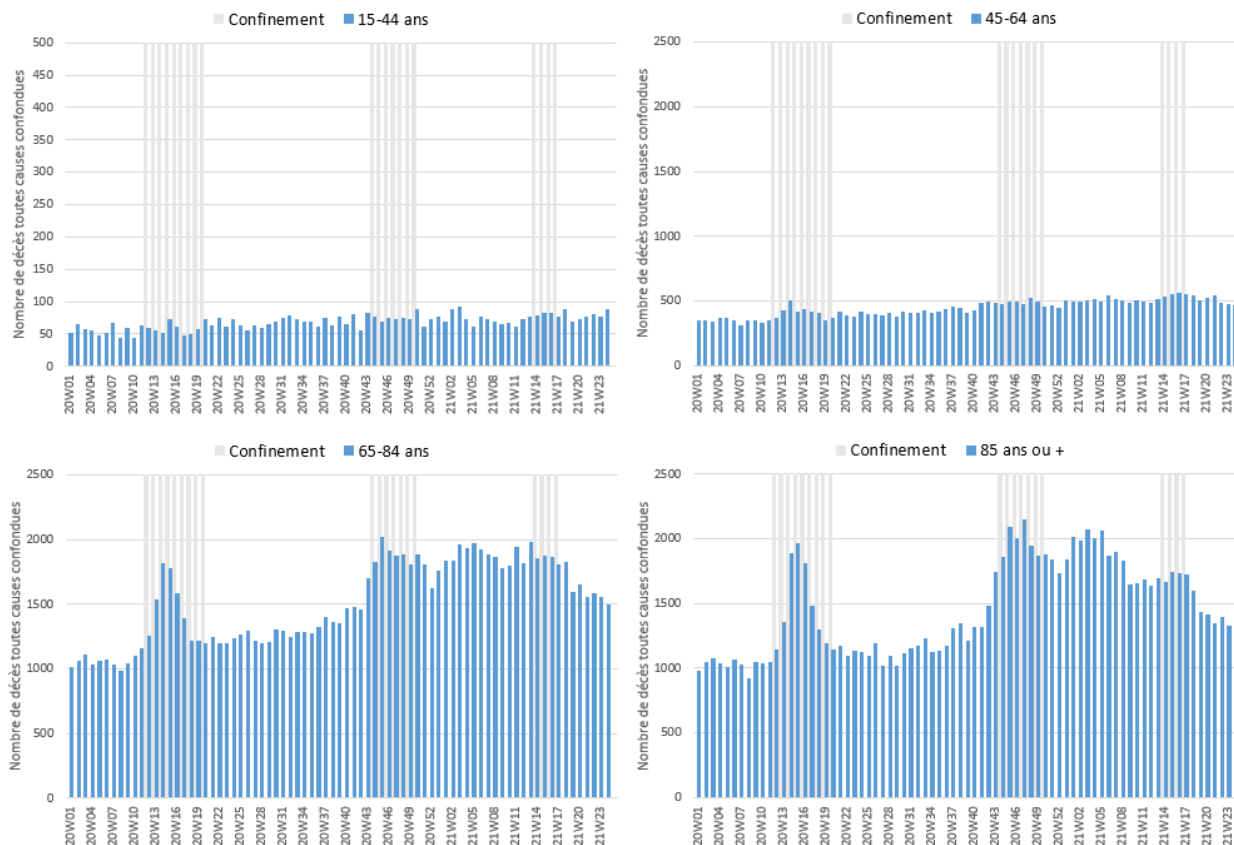 Confinement 15-44 ans
Nombre de décès toutes causes confondues
500
450
400
350
300
250
200
150
100
50
0
20W01 20W04 20W07 20W10 20W13 20W16 20W19 20W22 20W25 20W28 20W31 20W34 20W37 20W40 20W43 20W46 20W49 20W52 21W02 21W05 21W08 21W11 21W14 21W17 21W20 21W23
Confinement 45-64 ans
Nombre de décès toutes causes confondues
2500
2000
1500
1000
500
0
20W01 20W04 20W07 20W10 20W13 20W16 20W19 20W22 20W25 20W28 20W31 20W34 20W37 20W40 20W43 20W46 20W49 20W52 21W02 21W05 21W08 21W11 21W14 21W17 21W20 21W23
Confinement 65-84 ans
Nombre de décès toutes causes confondues
2500
2000
1500
1000
500
0
20W01 20W04 20W07 20W10 20W13 20W16 20W19 20W22 20W25 20W28 20W31 20W34 20W37 20W40 20W43 20W46 20W49 20W52 21W02 21W05 21W08 21W11 21W14 21W17 21W20 21W23
Confinement 85 ans ou +
Nombre de décès toutes causes confondues
2500
2000
1500
1000
500
0
20W01 20W04 20W07 20W10 20W13 20W16 20W19 20W22 20W25 20W28 20W31 20W34 20W37 20W40 20W43 20W46 20W49 20W52 21W02 21W05 21W08 21W11 21W14 21W17 21W20 21W23